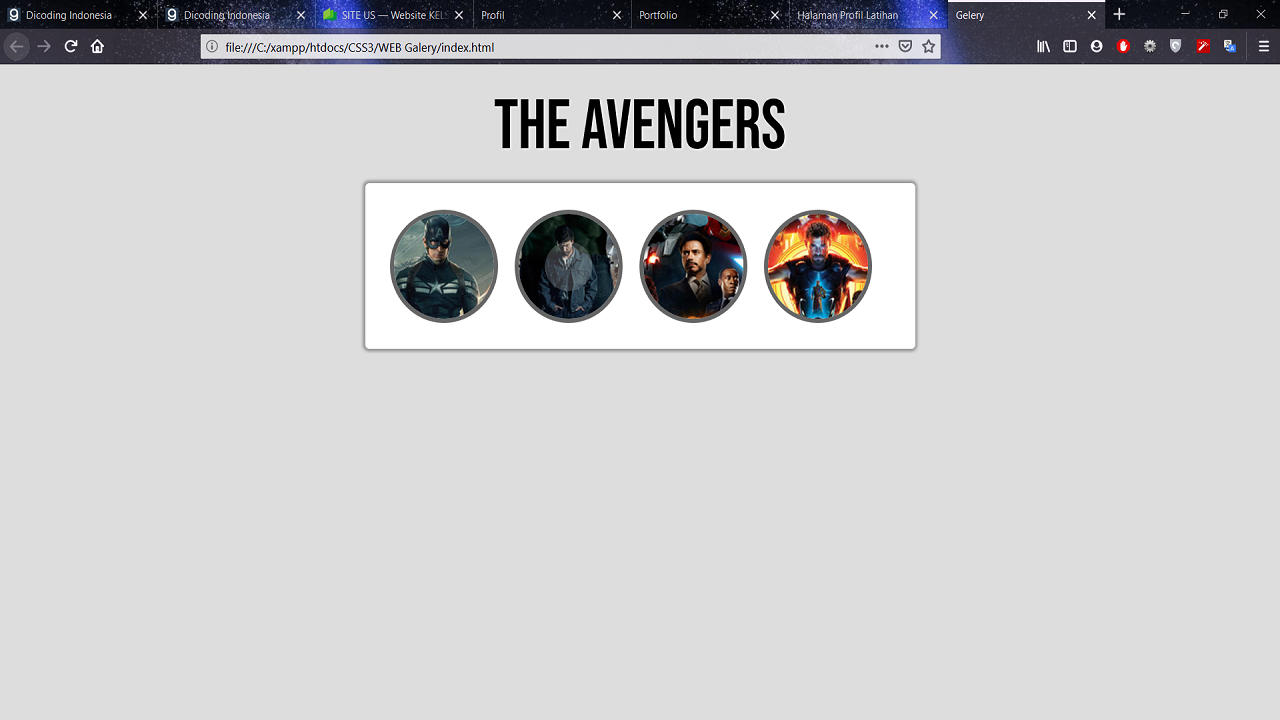 Dicoding Indonesia
Dicoding Indonesia
SITE US — Website KELS
Profil
Portfolio
Halaman Profil Latihan
Gelery
file:///C:/xampp/htdocs/CSS3/WEB Galery/index.html
THE AVENGERS